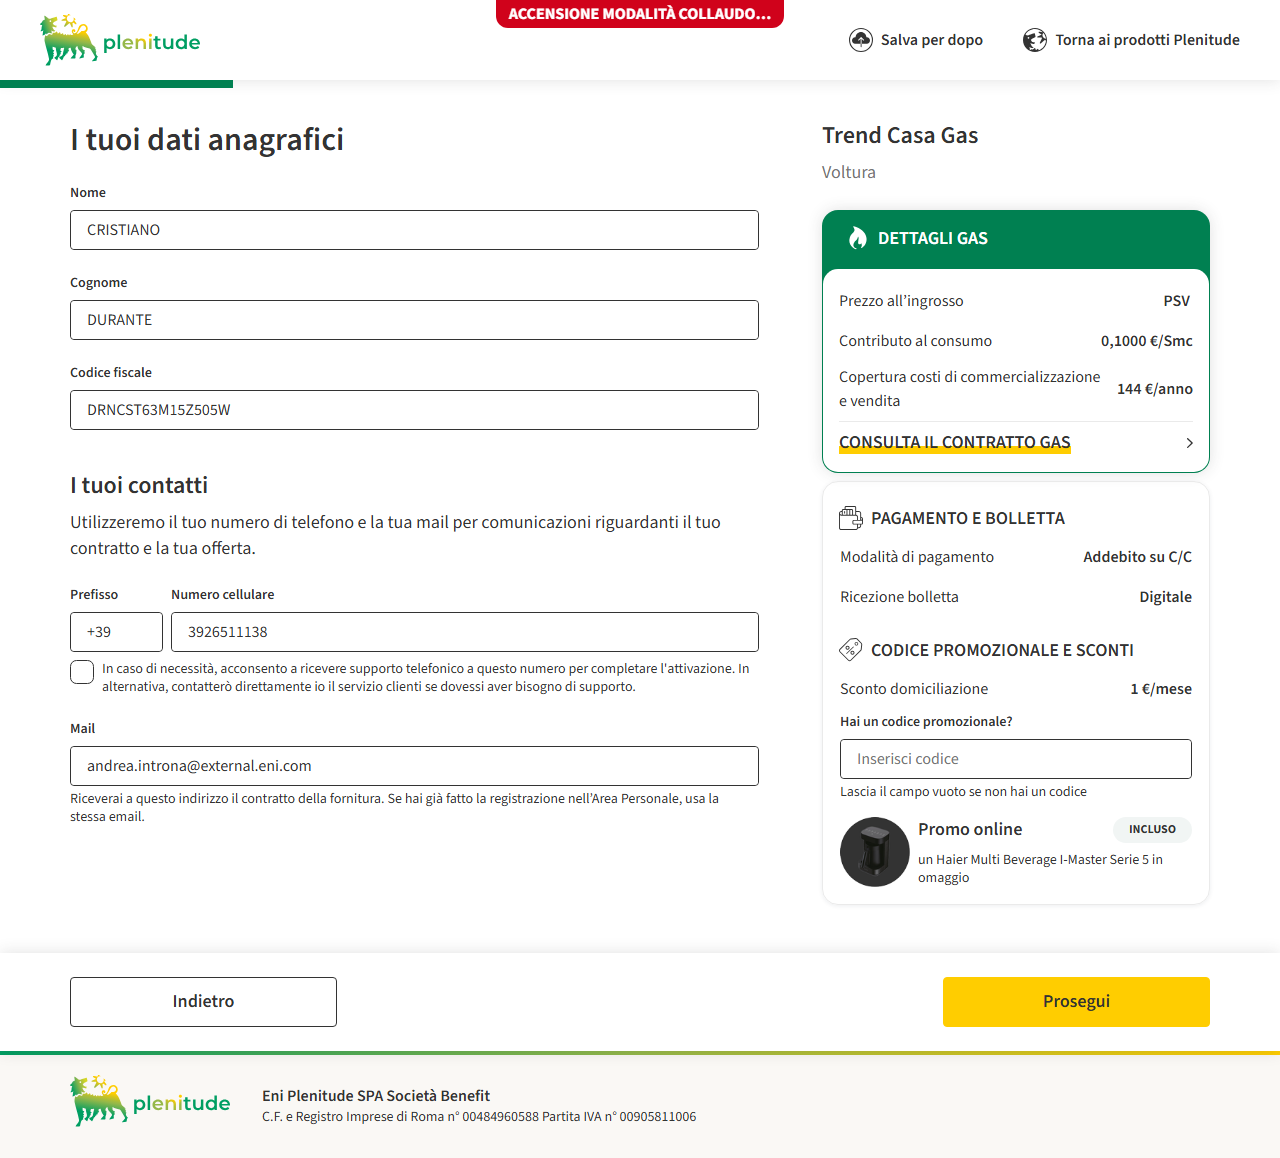 ACCENSIONE MODALITÀ COLLAUDO...
plenitude
Salva per dopo
Torna ai prodotti Plenitude
I tuoi dati anagrafici
Nome
CRISTIANO
Cognome
DURANTE
Codice fiscale
DRNCST63M15Z505W
I tuoi contatti
Utilizzeremo il tuo numero di telefono e la tua mail per comunicazioni riguardanti il tuo
contratto e la tua offerta.
Prefisso
Numero cellulare
+39
3926511138
In caso di necessità, acconsento a ricevere supporto telefonico a questo numero per completare l'attivazione. In
alternativa, contatterò direttamente io il servizio clienti se dovessi aver bisogno di supporto.
Mail
andrea.introna@external.eni.com
Riceverai a questo indirizzo il contratto della fornitura. Se hai già fatto la registrazione nell'Area Personale, usa la
stessa email.
Trend Casa Gas
Voltura
DETTAGLI GAS
Prezzo all’ingrosso PSV
Contributo al consumo 0,1000 €/Smc
Copertura costi di commercializzazione
e vendita
144 €/anno
CONSULTA IL CONTRATTO GAS
PAGAMENTO E BOLLETTA
Modalità di pagamento Addebito su C/C
Ricezione bolletta Digitale
CODICE PROMOZIONALE E SCONTI
Sconto domiciliazione 1 €/mese
Hai un codice promozionale?
Inserisci codice
Lascia il campo vuoto se non hai un codice
Promo online
INCLUSO
un Haier Multi Beverage I-Master Serie 5 in
omaggio
Indietro
Prosegui
plenitude
Eni Plenitude SPA Società Benefit
C.F. e Registro Imprese di Roma n° 00484960588 Partita IVA n° 00905811006